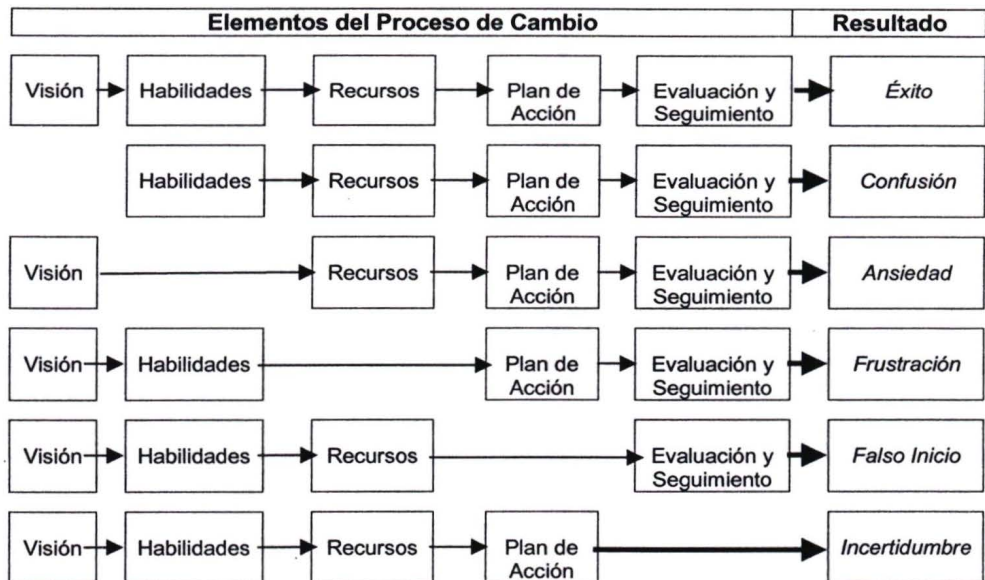 Elementos del Proceso de Cambio Resultado
Visión Habilidades Recursos Plan de Evaluación y Éxito
Acción Seguimiento
Habilidades Recursos Plan de Evaluación y Confusión
Acción Seguimiento
Visión Recursos Plan de Evaluación y Ansiedad
Acción Seguimiento
Visión Habilidades Plan de Evaluación y Frustración
Acción Seguimiento
Visión Habilidades Recursos Evaluación y Falso Inicio
Seguimiento
Visión Habilidades Recursos Plan de Incertidumbre
Acción